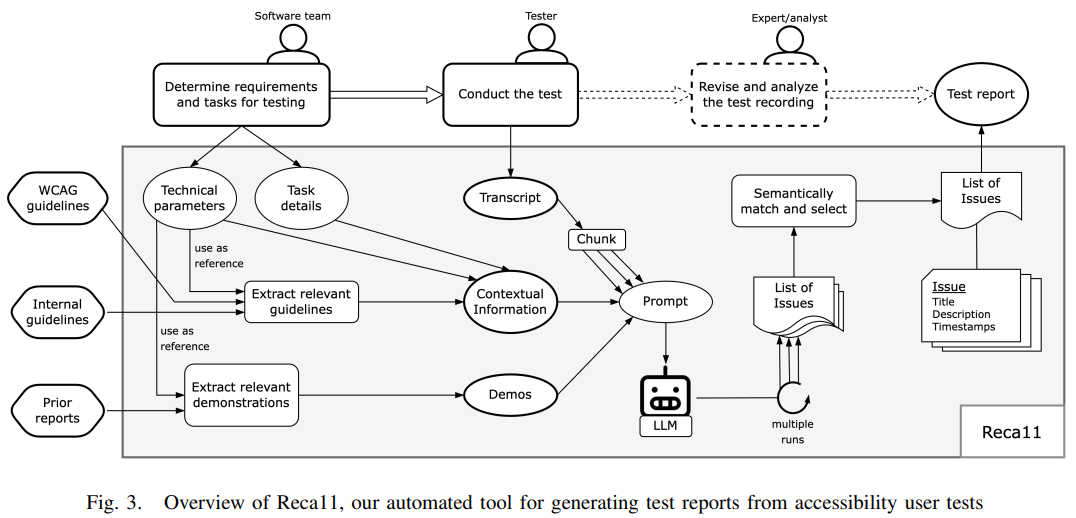 Software team
Tester
Expert/analyst
Determine requirements
and tasks for testing
Conduct the test
Revise and analyze
the test recording
Test report
WCAG
guidelines
Technical
parameters
Task
details
Transcript
Semantically
match and select
List of
Issues
use as
reference
Chunk
Internal
guidelines
Extract relevant
guidelines
Contextual
Information
Prompt
List of
Issues
Issue
Title
Description
Timestamps
use as
reference
Prior
reports
Extract relevant
demonstrations
Demos
LLM
multiple
runs
Reca11
Fig. 3. Overview of Reca11, our automated tool for generating test reports from accessibility user tests